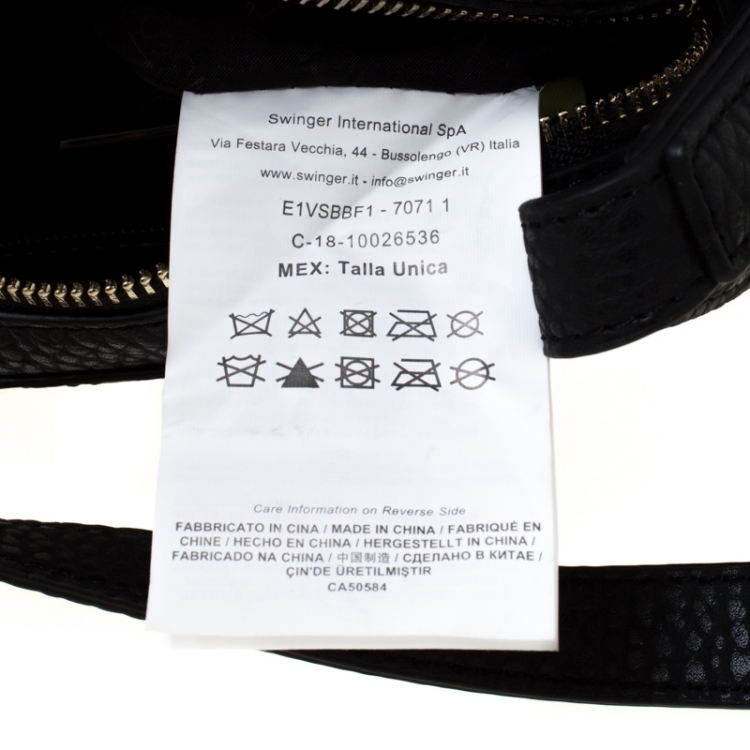 Swinger International SpA
Via Festara Vecchia, 44 - Bussolengo (VR) Italia
www.swinger.it - info@swinger.it
E1VSBBF1 - 7071 1
C-18-10026536
MEX: Talla Unica
Care Information on Reverse Side
FABBRICATO IN CINA / MADE IN CHINA / FABRIQUÉ EN
CHINE / HECHO EN CHINA / HERGESTELLT IN CHINA /
FABRICADO NA CHINA / 中国制造 / СДЕЛАНО В КИТАЕ /
ÇIN'DE ÜRETILMIŞTIR
CA50584